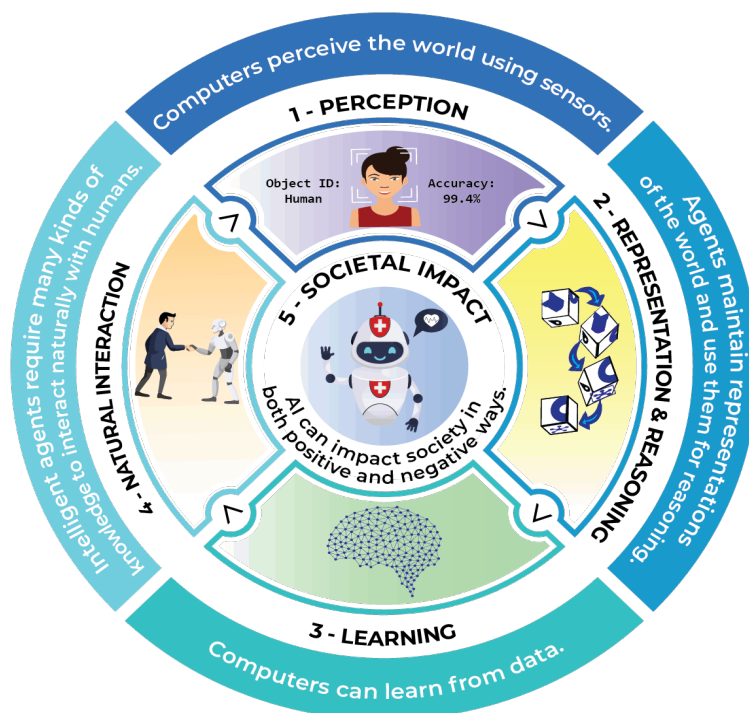 Computers perceive the world using sensors.
1 - PERCEPTION
Object ID:
Human
Accuracy:
99.4%
Agents maintain representations
of the world and use them for reasoning.
2 - REPRESENTATION & REASONING
3 - LEARNING
Computers can learn from data.
Intelligent agents require many kinds of
knowledge to interact naturally with humans.
4 - NATURAL INTERACTION
5 - SOCIETAL IMPACT
AI can impact society in
both positive and negative ways.